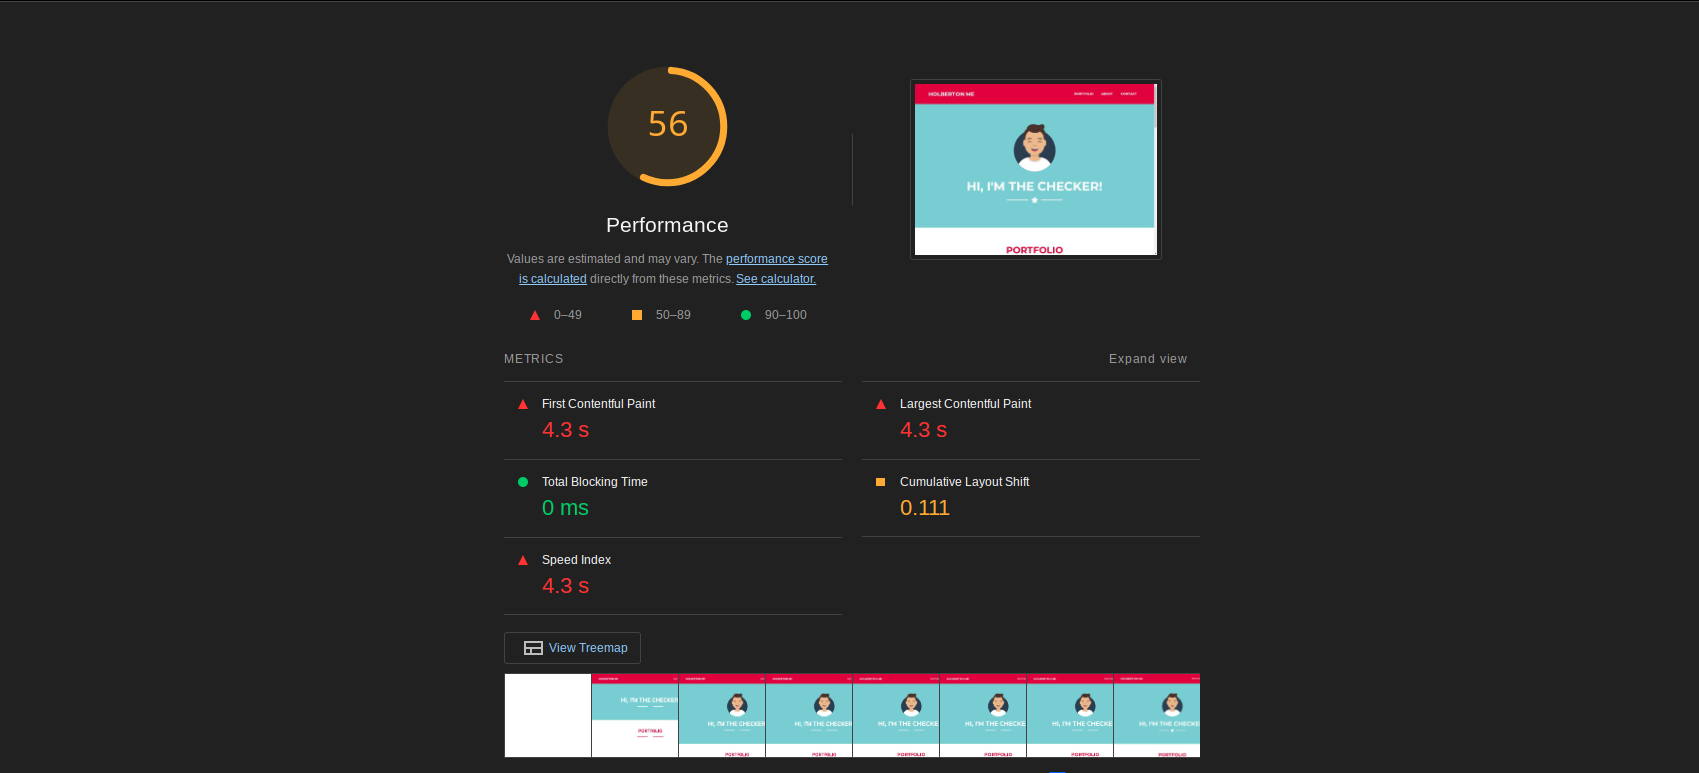 56
Performance
Values are estimated and may vary. The performance score
is calculated directly from these metrics. See calculator.
0–49
50–89
90–100
HOLBERTON ME
PORTFOLIO ABOUT CONTACT
HI, I'M THE CHECKER!
PORTFOLIO
METRICS
Expand view
First Contentful Paint
4.3 s
Largest Contentful Paint
4.3 s
Total Blocking Time
0 ms
Cumulative Layout Shift
0.111
Speed Index
4.3 s
View Treemap
HI, I'M THE CHECKER
PORTFOLIO
HI, I'M THE CHECKER
PORTFOLIO
HI, I'M THE CHECKER
PORTFOLIO
HI, I'M THE CHECKE
PORTFOLIO
HI, I'M THE CHECKE
PORTFOLIO
HI, I'M THE CHECKE
PORTFOLIO
HI, I'M THE CHECKE
PORTFOLIO